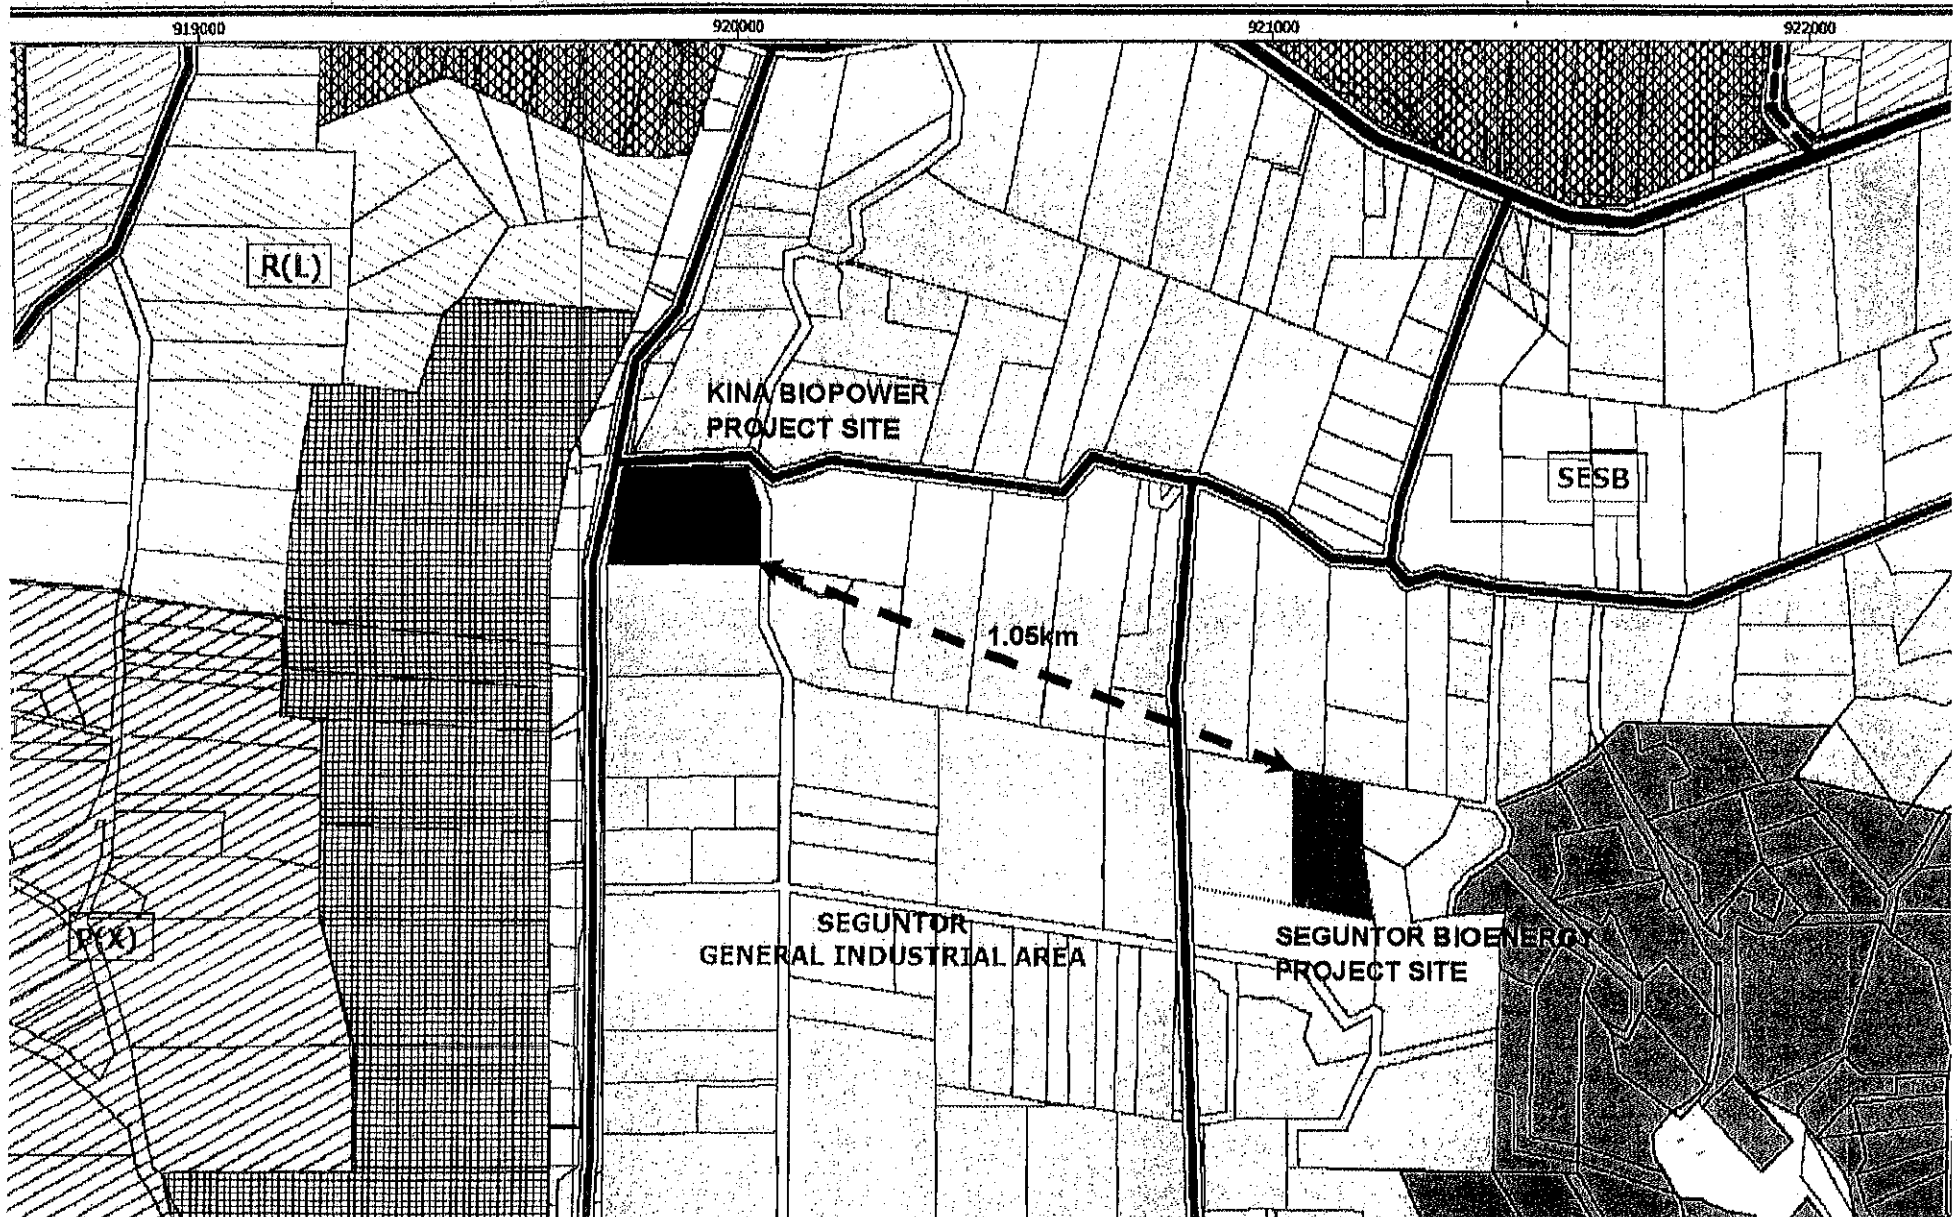 919000
920000
921000
922000
R(L)
KINA BIOPOWER
PROJECT SITE
SESB
1.05km
P(X)
SEGUNTOR
GENERAL INDUSTRIAL AREA
SEGUNTOR BIOENERGY
PROJECT SITE